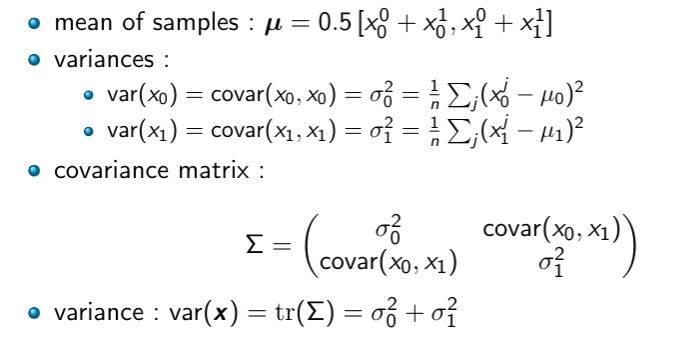 • mean of samples : μ = 0.5 [x₀⁰ + x₀¹, x₁⁰ + x₁¹]
• variances :
• var(x₀) = covar(x₀, x₀) = σ₀² = 1/n ∑ⱼ(x₀ʲ − μ₀)²
• var(x₁) = covar(x₁, x₁) = σ₁² = 1/n ∑ⱼ(x₁ʲ − μ₁)²
• covariance matrix :
Σ = ( σ₀² covar(x₀, x₁) )
( covar(x₀, x₁) σ₁² )
• variance : var(x) = tr(Σ) = σ₀² + σ₁²